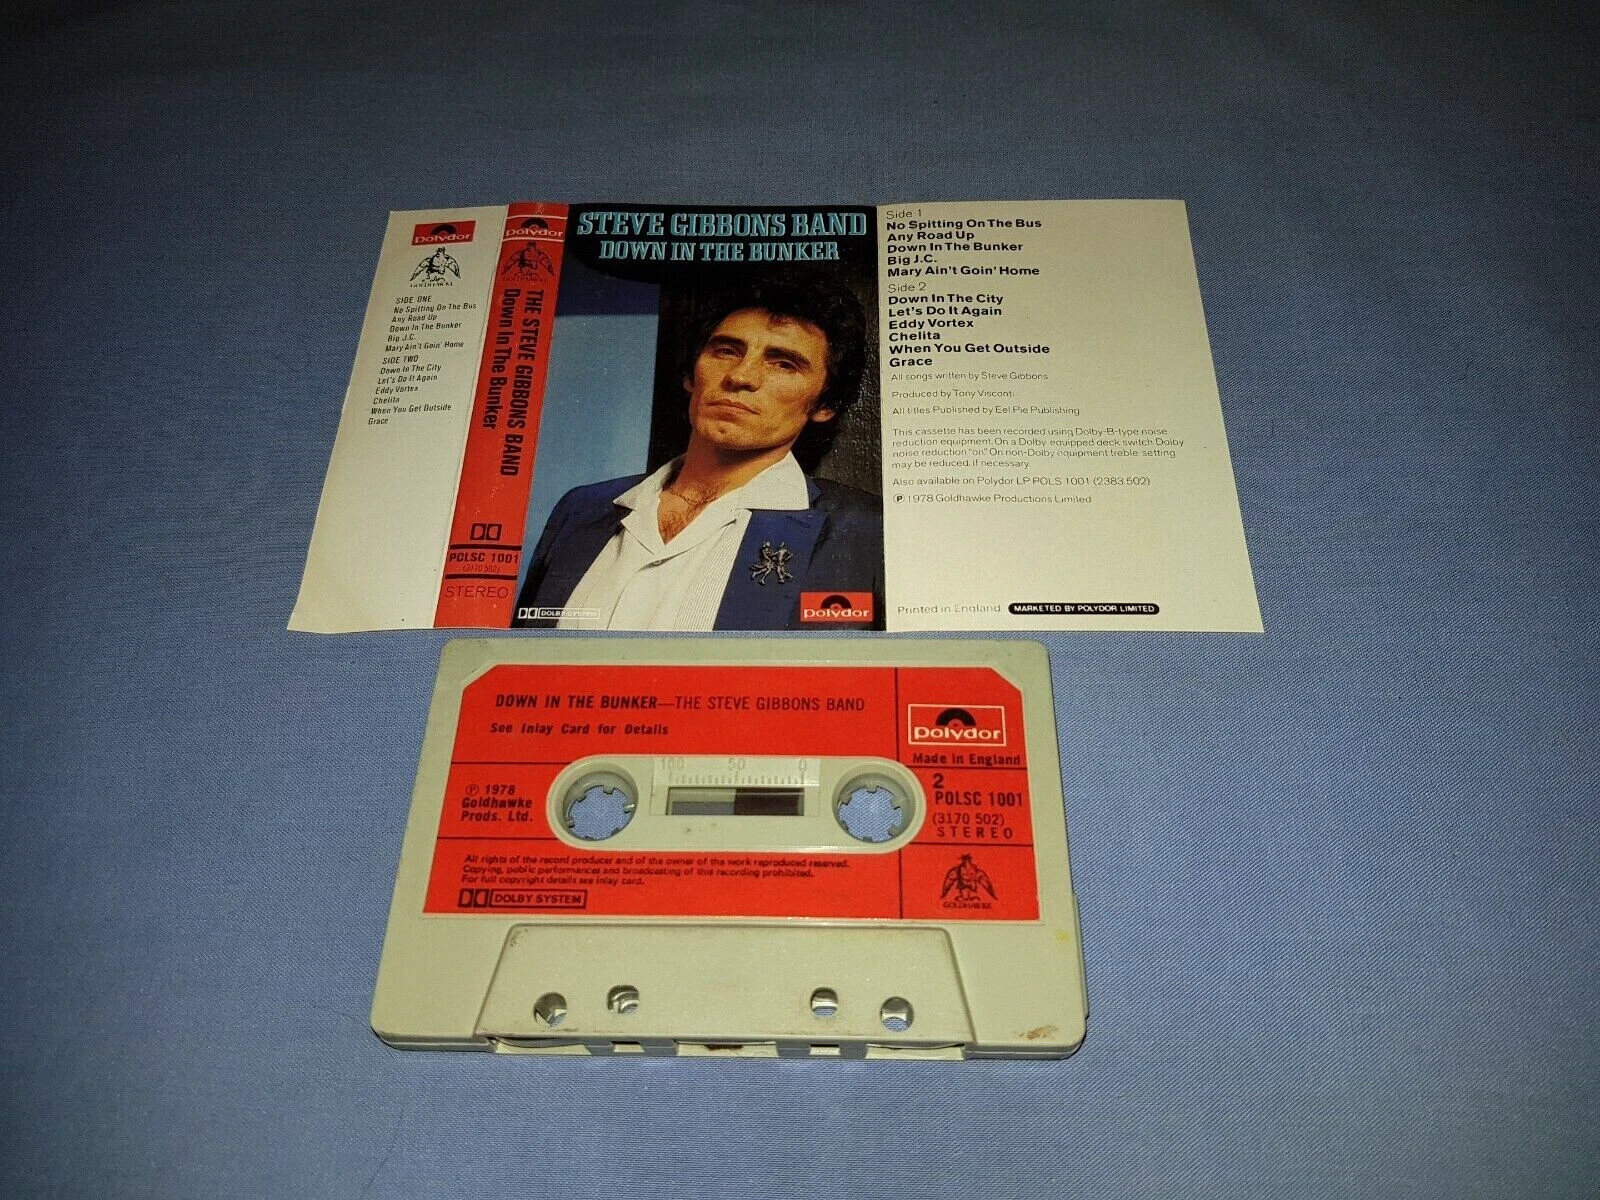 Polydor
GOLDHAWKE
SIDE ONE
No Spitting On The Bus
Any Road Up
Down In The Bunker
Big J.C.
Mary Ain't Goin' Home
SIDE TWO
Down In The City
Let's Do It Again
Eddy Vortex
Chelita
When You Get Outside
Grace
Polydor
GOLDHAWKE
THE STEVE GIBBONS BAND
Down In The Bunker
POLSC 1001
(3170 502)
STEREO
STEVE GIBBONS BAND
DOWN IN THE BUNKER
DOLBY SYSTEM
Polydor
Side 1
No Spitting On The Bus
Any Road Up
Down In The Bunker
Big J.C.
Mary Ain't Goin' Home
Side 2
Down In The City
Let's Do It Again
Eddy Vortex
Chelita
When You Get Outside
Grace
All songs written by Steve Gibbons
Produced by Tony Visconti
All titles Published by Eel Pie Publishing
This cassette has been recorded using Dolby-B-type noise
reduction equipment. On a Dolby equipped deck switch Dolby
noise reduction "on". On non-Dolby equipment treble setting
may be reduced. If necessary.
Also available on Polydor LP POLS 1001 (2383 502)
℗ 1978 Goldhawke Productions Limited
Printed in England MARKETED BY POLYDOR LIMITED
DOWN IN THE BUNKER—THE STEVE GIBBONS BAND
See Inlay Card for Details
Polydor
Made in England
100 50 0
℗ 1978
Goldhawke
Prods. Ltd.
2
POLSC 1001
(3170 502)
STEREO
All rights of the record producer and of the owner of the work reproduced reserved.
Copying, public performances and broadcasting of this recording prohibited.
For full copyright details see inlay card.
DOLBY SYSTEM
GOLDHAWKE